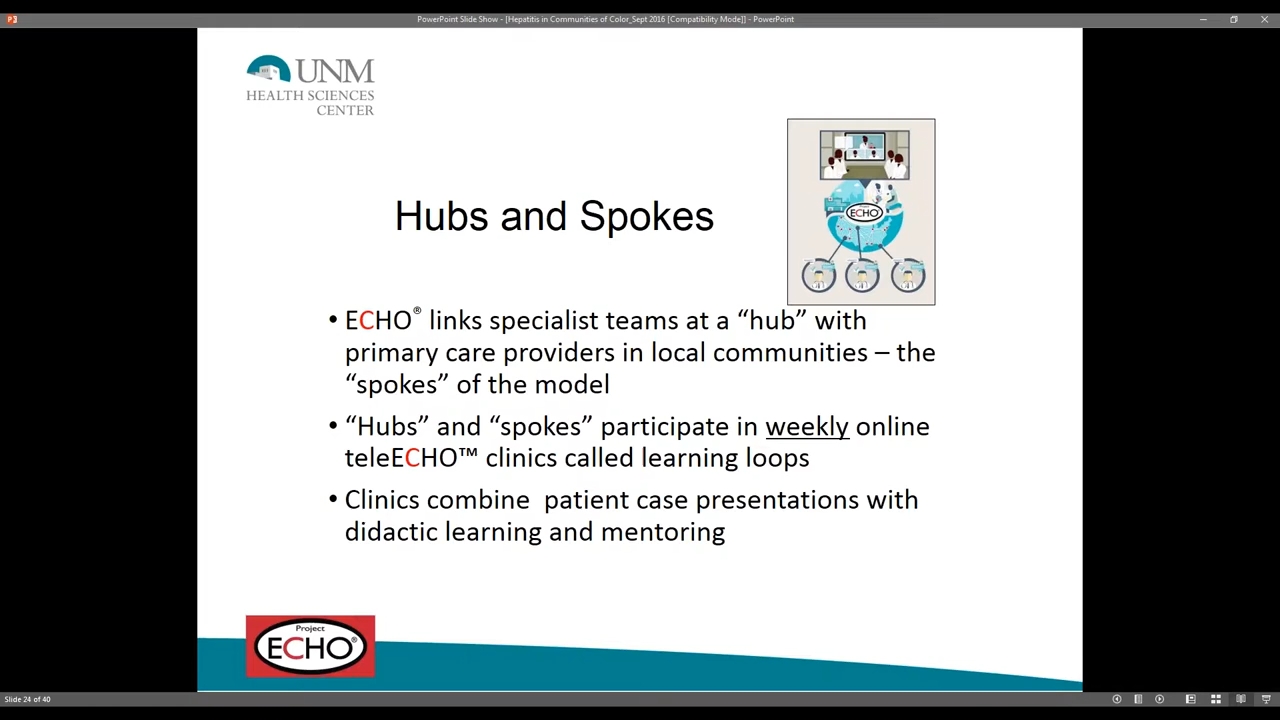 PowerPoint Slide Show - [Hepatitis in Communities of Color_Sept 2016 [Compatibility Mode]] - PowerPoint
UNM
HEALTH SCIENCES
CENTER
ECHO
Hubs and Spokes
• ECHO® links specialist teams at a “hub” with
primary care providers in local communities – the
“spokes” of the model
• “Hubs” and “spokes” participate in weekly online
teleECHO™ clinics called learning loops
• Clinics combine  patient case presentations with
didactic learning and mentoring
Project
ECHO®
Slide 24 of 40